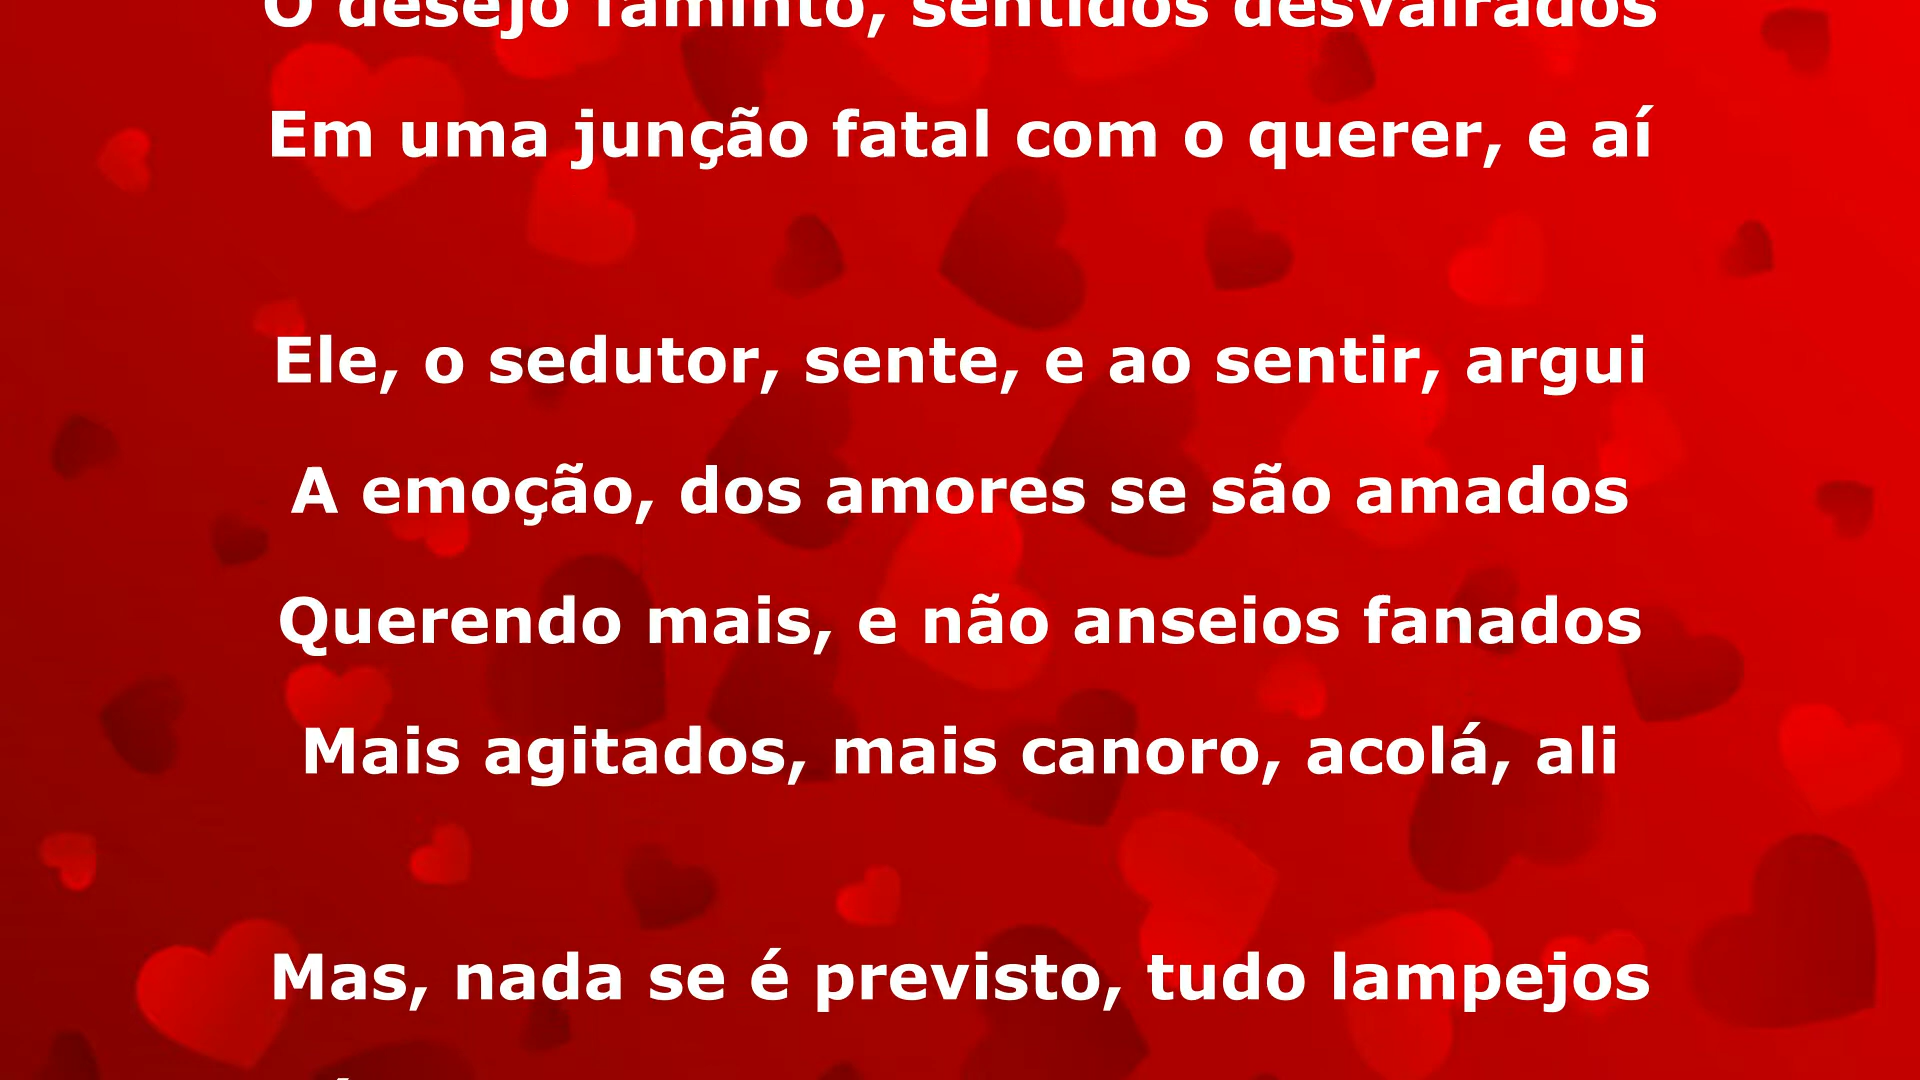 O desejo faminto, sentidos desvairados
Em uma junção fatal com o querer, e aí
Ele, o sedutor, sente, e ao sentir, argui
A emoção, dos amores se são amados
Querendo mais, e não anseios fanados
Mais agitados, mais canoro, acolá, ali
Mas, nada se é previsto, tudo lampejos